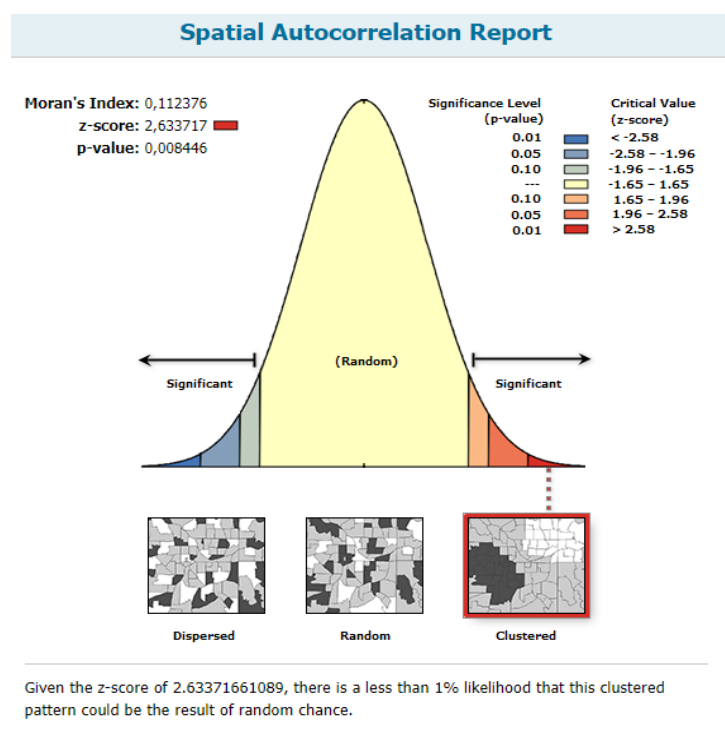 Spatial Autocorrelation Report
Moran's Index: 0,112376
z-score: 2,633717
p-value: 0,008446
Significance Level
(p-value)
Critical Value
(z-score)
0.01 < -2.58
0.05 -2.58 – -1.96
0.10 -1.96 – -1.65
--- -1.65 – 1.65
0.10 1.65 – 1.96
0.05 1.96 – 2.58
0.01 > 2.58
(Random)
Significant
Significant
Dispersed
Random
Clustered
Given the z-score of 2.63371661089, there is a less than 1% likelihood that this clustered
pattern could be the result of random chance.